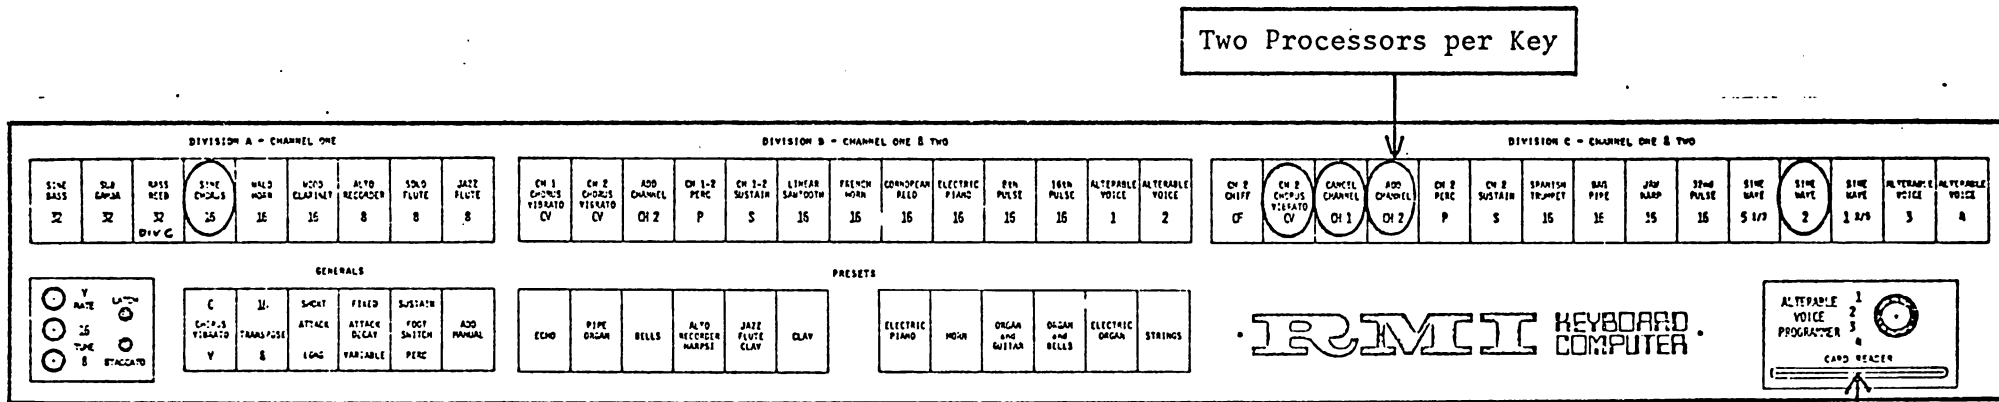 Two Processors per Key
DIVISION A - CHANNEL ONE
DIVISION B - CHANNEL ONE & TWO
DIVISION C - CHANNEL ONE & TWO
SINE BASS 32
SUB GAMBA 32
BASS REED 32 DIV C
SINE CHORUS 16
HORN 16
WOOD CLARINET 16
ALTO RECORDER 8
SOLO FLUTE 8
JAZZ FLUTE 8
CH 1 CHORUS VIBRATO CV
CH 2 CHORUS VIBRATO CV
ADD CHANNEL CH 2
CH 1-2 PERC P
CH 1-2 SUSTAIN S
LINEAR SAWTOOTH 16
FRENCH HORN 16
CORNOPEAN REED 16
ELECTRIC PIANO 16
8th PULSE 16
16th PULSE 16
ALTERABLE VOICE 1
ALTERABLE VOICE 2
CH 2 CHIFF CF
CH 2 CHORUS VIBRATO CV
CANCEL CHANNEL CH 1
ADD CHANNEL CH 2
CH 2 PERC P
CH 2 SUSTAIN S
SPANISH TRUMPET 16
BAG PIPE 16
JAW HARP 16
32nd PULSE 16
SINE WAVE 5 1/3
SINE WAVE 2
SINE WAVE 1 3/5
ALTERABLE VOICE 3
ALTERABLE VOICE 4
GENERALS
PRESETS
V RATE LATCH
16
TUNE
8 STACCATO
C CHORUS VIBRATO V
TRANSPOSE 8
SHORT ATTACK LONG
FIXED ATTACK DECAY VARIABLE
SUSTAIN FOOT SWITCH PERC
ADD MANUAL
ECHO
PIPE ORGAN
BELLS
ALTO RECORDER HARPSI
JAZZ FLUTE CLAV
CLAV
ELECTRIC PIANO
HORN
ORGAN and GUITAR
ORGAN and BELLS
ELECTRIC ORGAN
STRINGS
RMI KEYBOARD COMPUTER
ALTERABLE VOICE PROGRAMMER
1
2
3
4
CARD READER